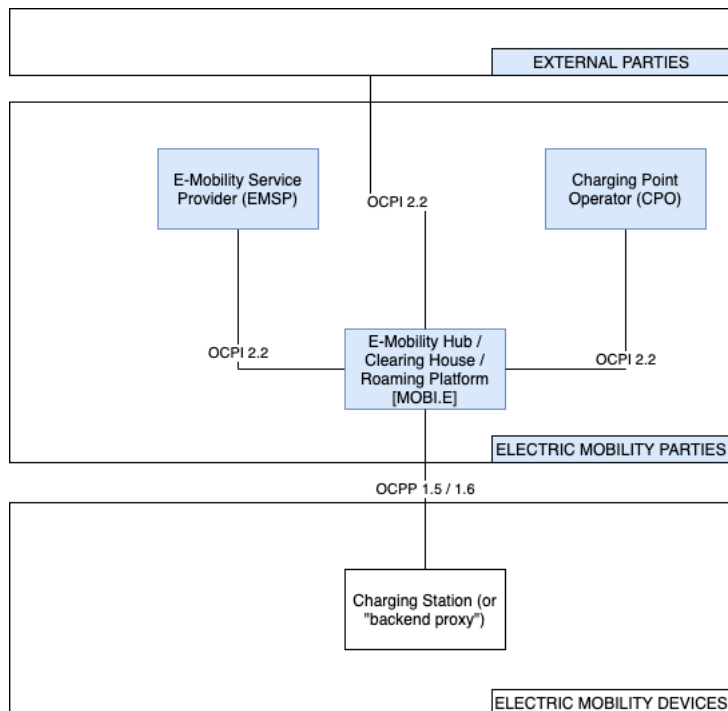 EXTERNAL PARTIES
E-Mobility Service
Provider (EMSP)
Charging Point
Operator (CPO)
OCPI 2.2
E-Mobility Hub /
Clearing House /
Roaming Platform
[MOBI.E]
OCPI 2.2
OCPI 2.2
ELECTRIC MOBILITY PARTIES
OCPP 1.5 / 1.6
Charging Station (or
"backend proxy")
ELECTRIC MOBILITY DEVICES